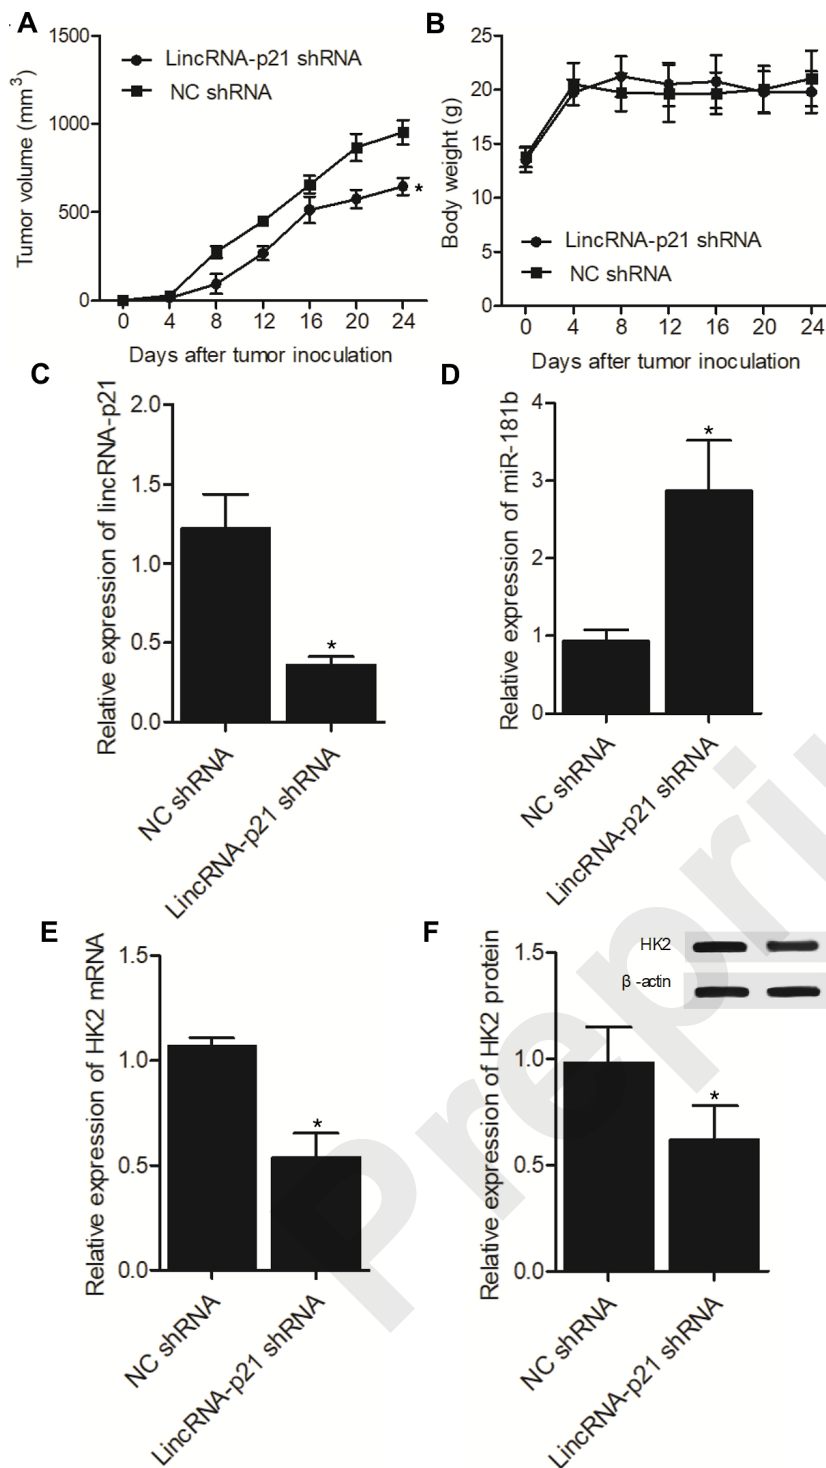 A
1500
1000
500
0
Tumor volume (mm³)
LincRNA-p21 shRNA
NC shRNA
0 4 8 12 16 20 24
Days after tumor inoculation
*
B
25
20
15
10
5
0
Body weight (g)
LincRNA-p21 shRNA
NC shRNA
0 4 8 12 16 20 24
Days after tumor inoculation
C
2.0
1.5
1.0
0.5
0.0
Relative expression of lincRNA-p21
*
NC shRNA
LincRNA-p21 shRNA
D
4
3
2
1
0
Relative expression of miR-181b
*
NC shRNA
LincRNA-p21 shRNA
E
1.5
1.0
0.5
0.0
Relative expression of HK2 mRNA
*
NC shRNA
LincRNA-p21 shRNA
F
HK2
β -actin
1.5
1.0
0.5
0.0
Relative expression of HK2 protein
*
NC shRNA
LincRNA-p21 shRNA